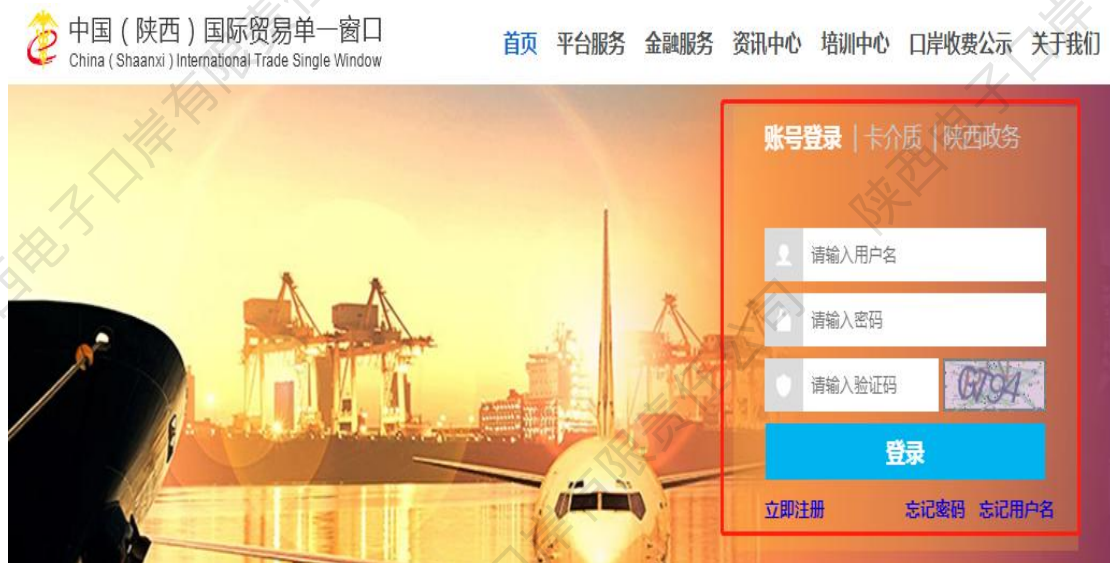 中国（陕西）国际贸易单一窗口
China ( Shaanxi ) International Trade Single Window
首页 平台服务 金融服务 资讯中心 培训中心 口岸收费公示 关于我们
账号登录 | 卡介质 | 陕西政务
请输入用户名
请输入密码
请输入验证码 G794
登录
立即注册 忘记密码 忘记用户名